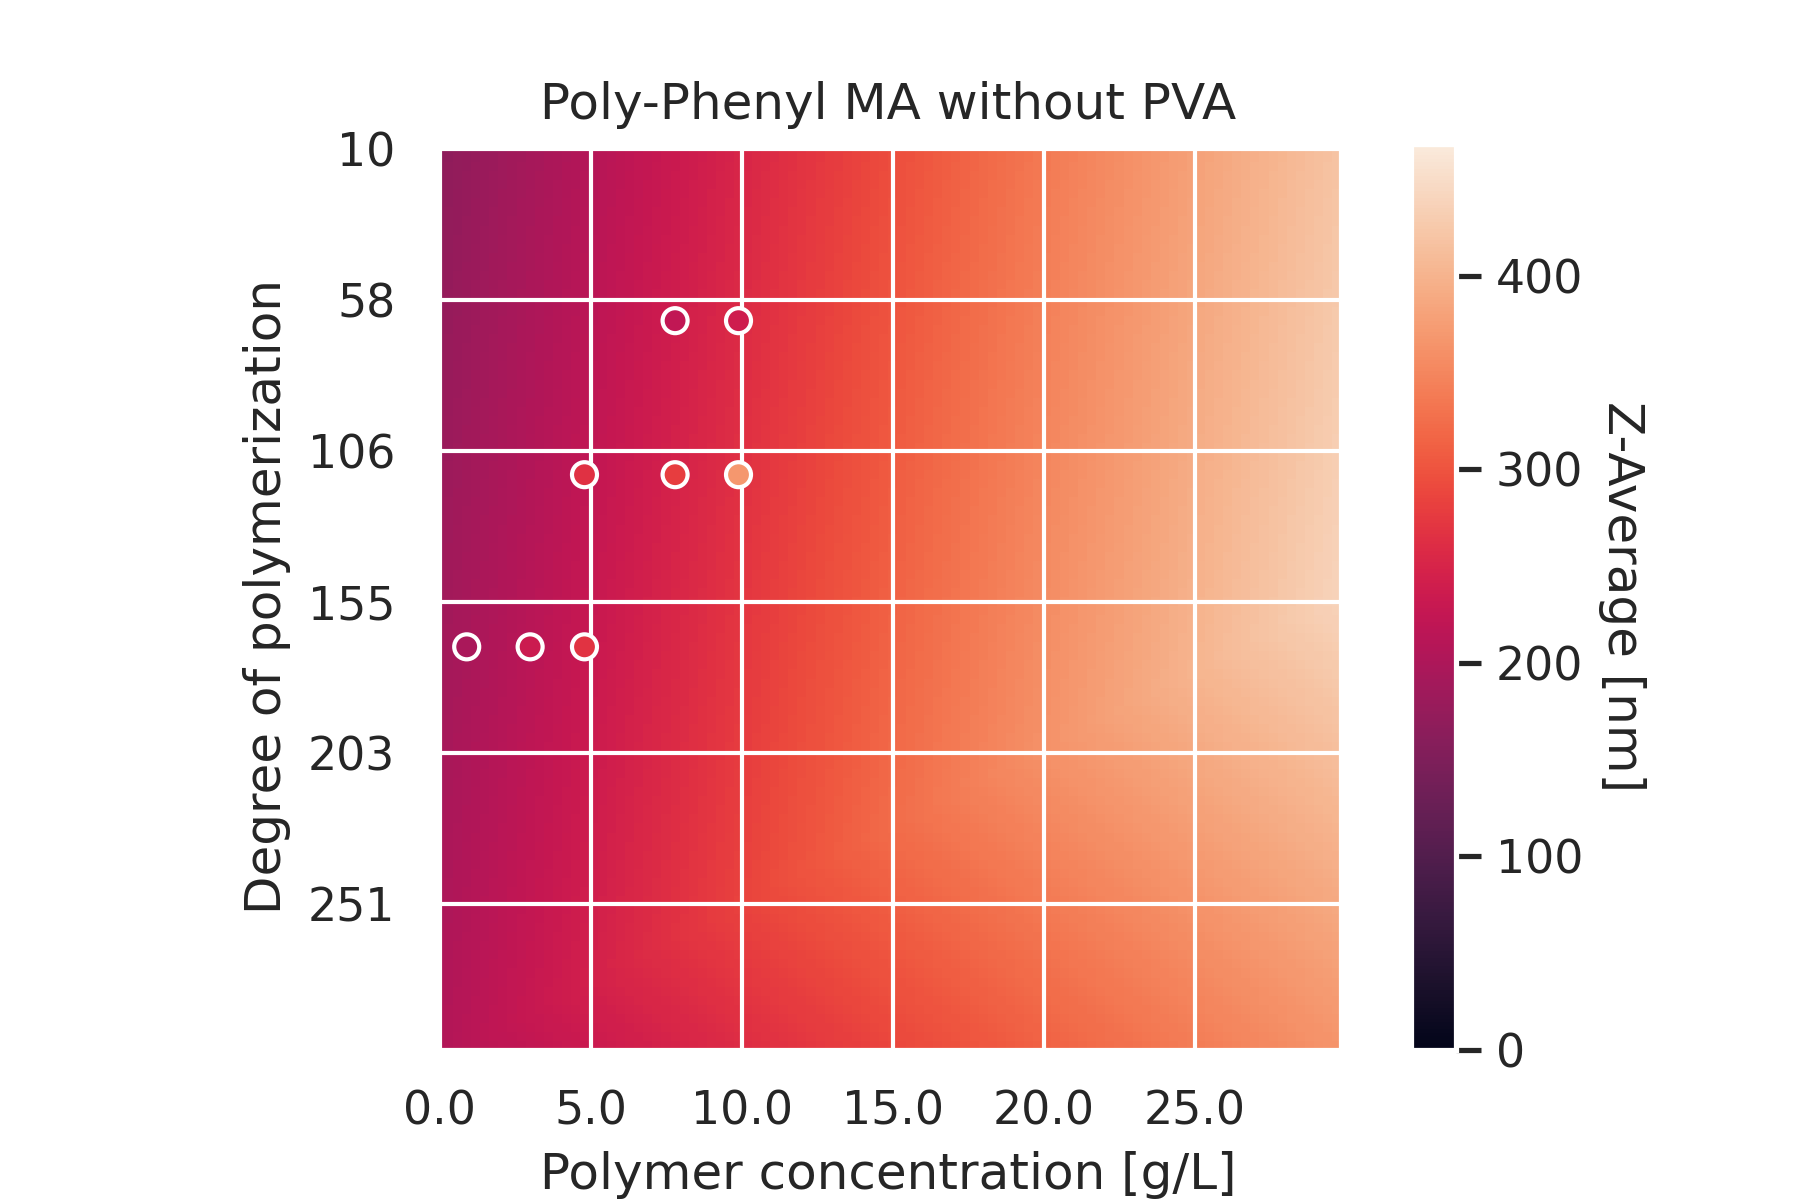 Poly-Phenyl MA without PVA
Degree of polymerization
10
58
106
155
203
251
0.0 5.0 10.0 15.0 20.0 25.0
Polymer concentration [g/L]
400
300
200
100
0
Z-Average [nm]